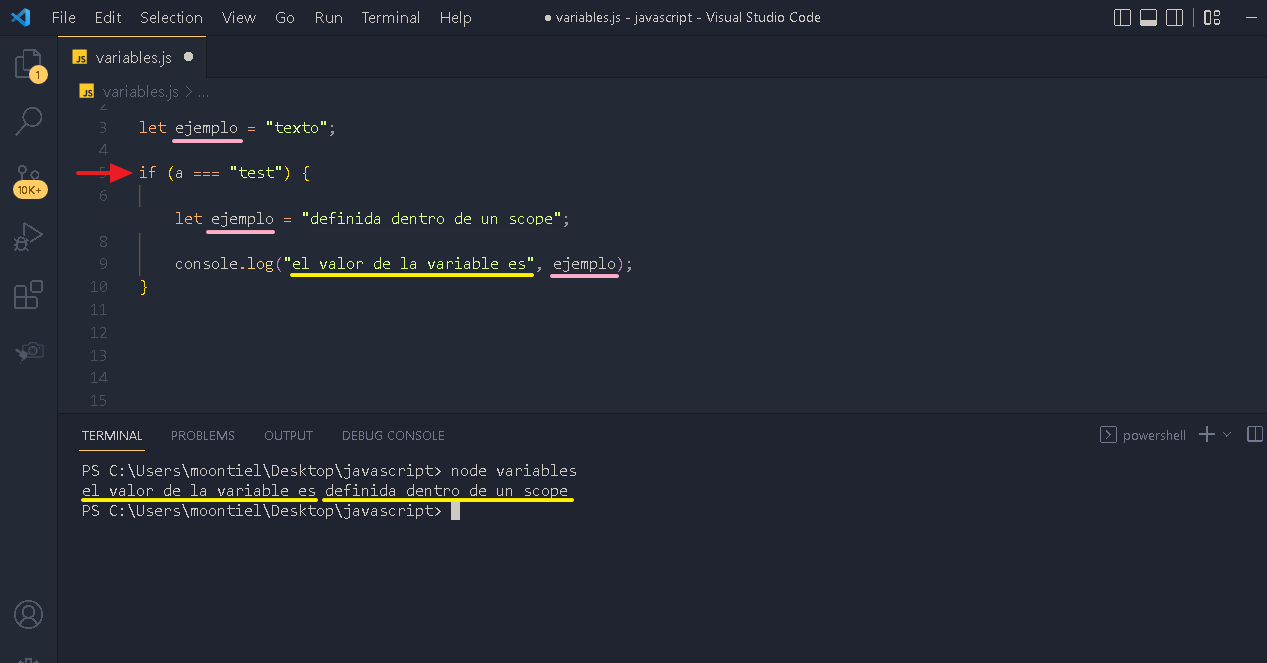 File Edit Selection View Go Run Terminal Help ● variables.js - javascript - Visual Studio Code
JS variables.js ●
1
JS variables.js > ...
2
3 let ejemplo = "texto";
4
5 if (a === "test") {
6
10K+
let ejemplo = "definida dentro de un scope";
8
9 console.log("el valor de la variable es", ejemplo);
10 }
11
12
13
14
15
TERMINAL PROBLEMS OUTPUT DEBUG CONSOLE powershell
PS C:\Users\moontiel\Desktop\javascript> node variables
el valor de la variable es definida dentro de un scope
PS C:\Users\moontiel\Desktop\javascript>